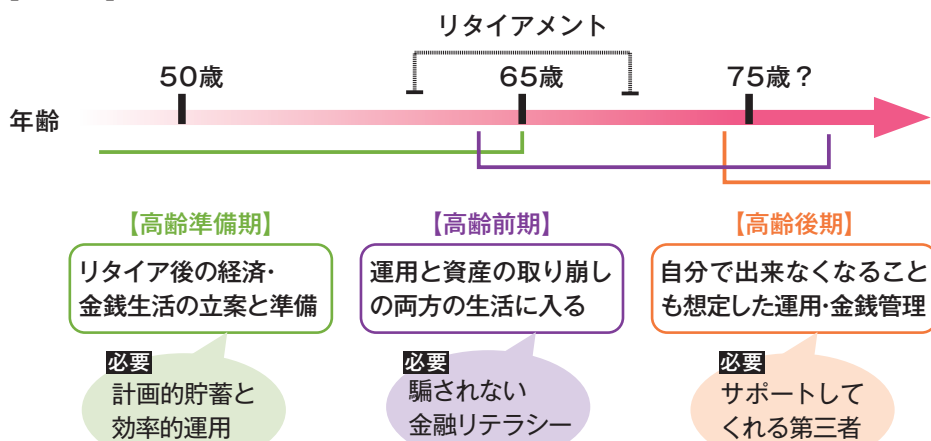 リタイアメント
50歳
65歳
75歳？
年齢
【高齢準備期】
リタイア後の経済・
金銭生活の立案と準備
必要
計画的貯蓄と
効率的運用
【高齢前期】
運用と資産の取り崩し
の両方の生活に入る
必要
騙されない
金融リテラシー
【高齢後期】
自分で出来なくなること
も想定した運用・金銭管理
必要
サポートして
くれる第三者